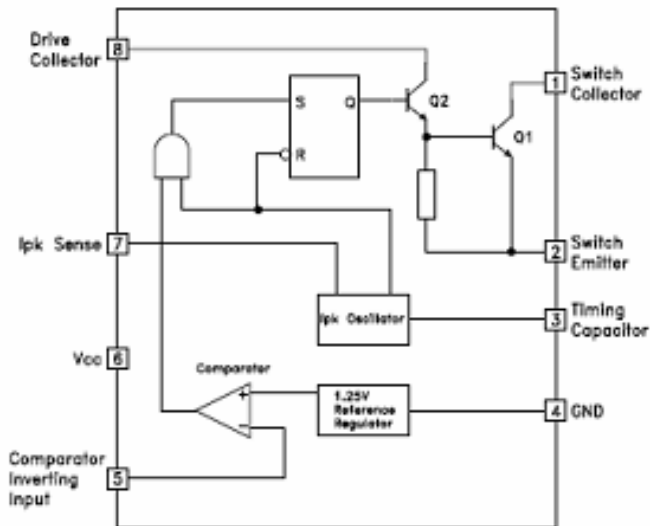 Drive
Collector
8
S
Q
R
Q2
Q1
1
Switch
Collector
Ipk Sense
7
2
Switch
Emitter
Ipk Oscillator
3
Timing
Capacitor
Vcc
6
Comparator
+
−
1.25V
Reference
Regulator
4
GND
Comparator
Inverting
Input
5